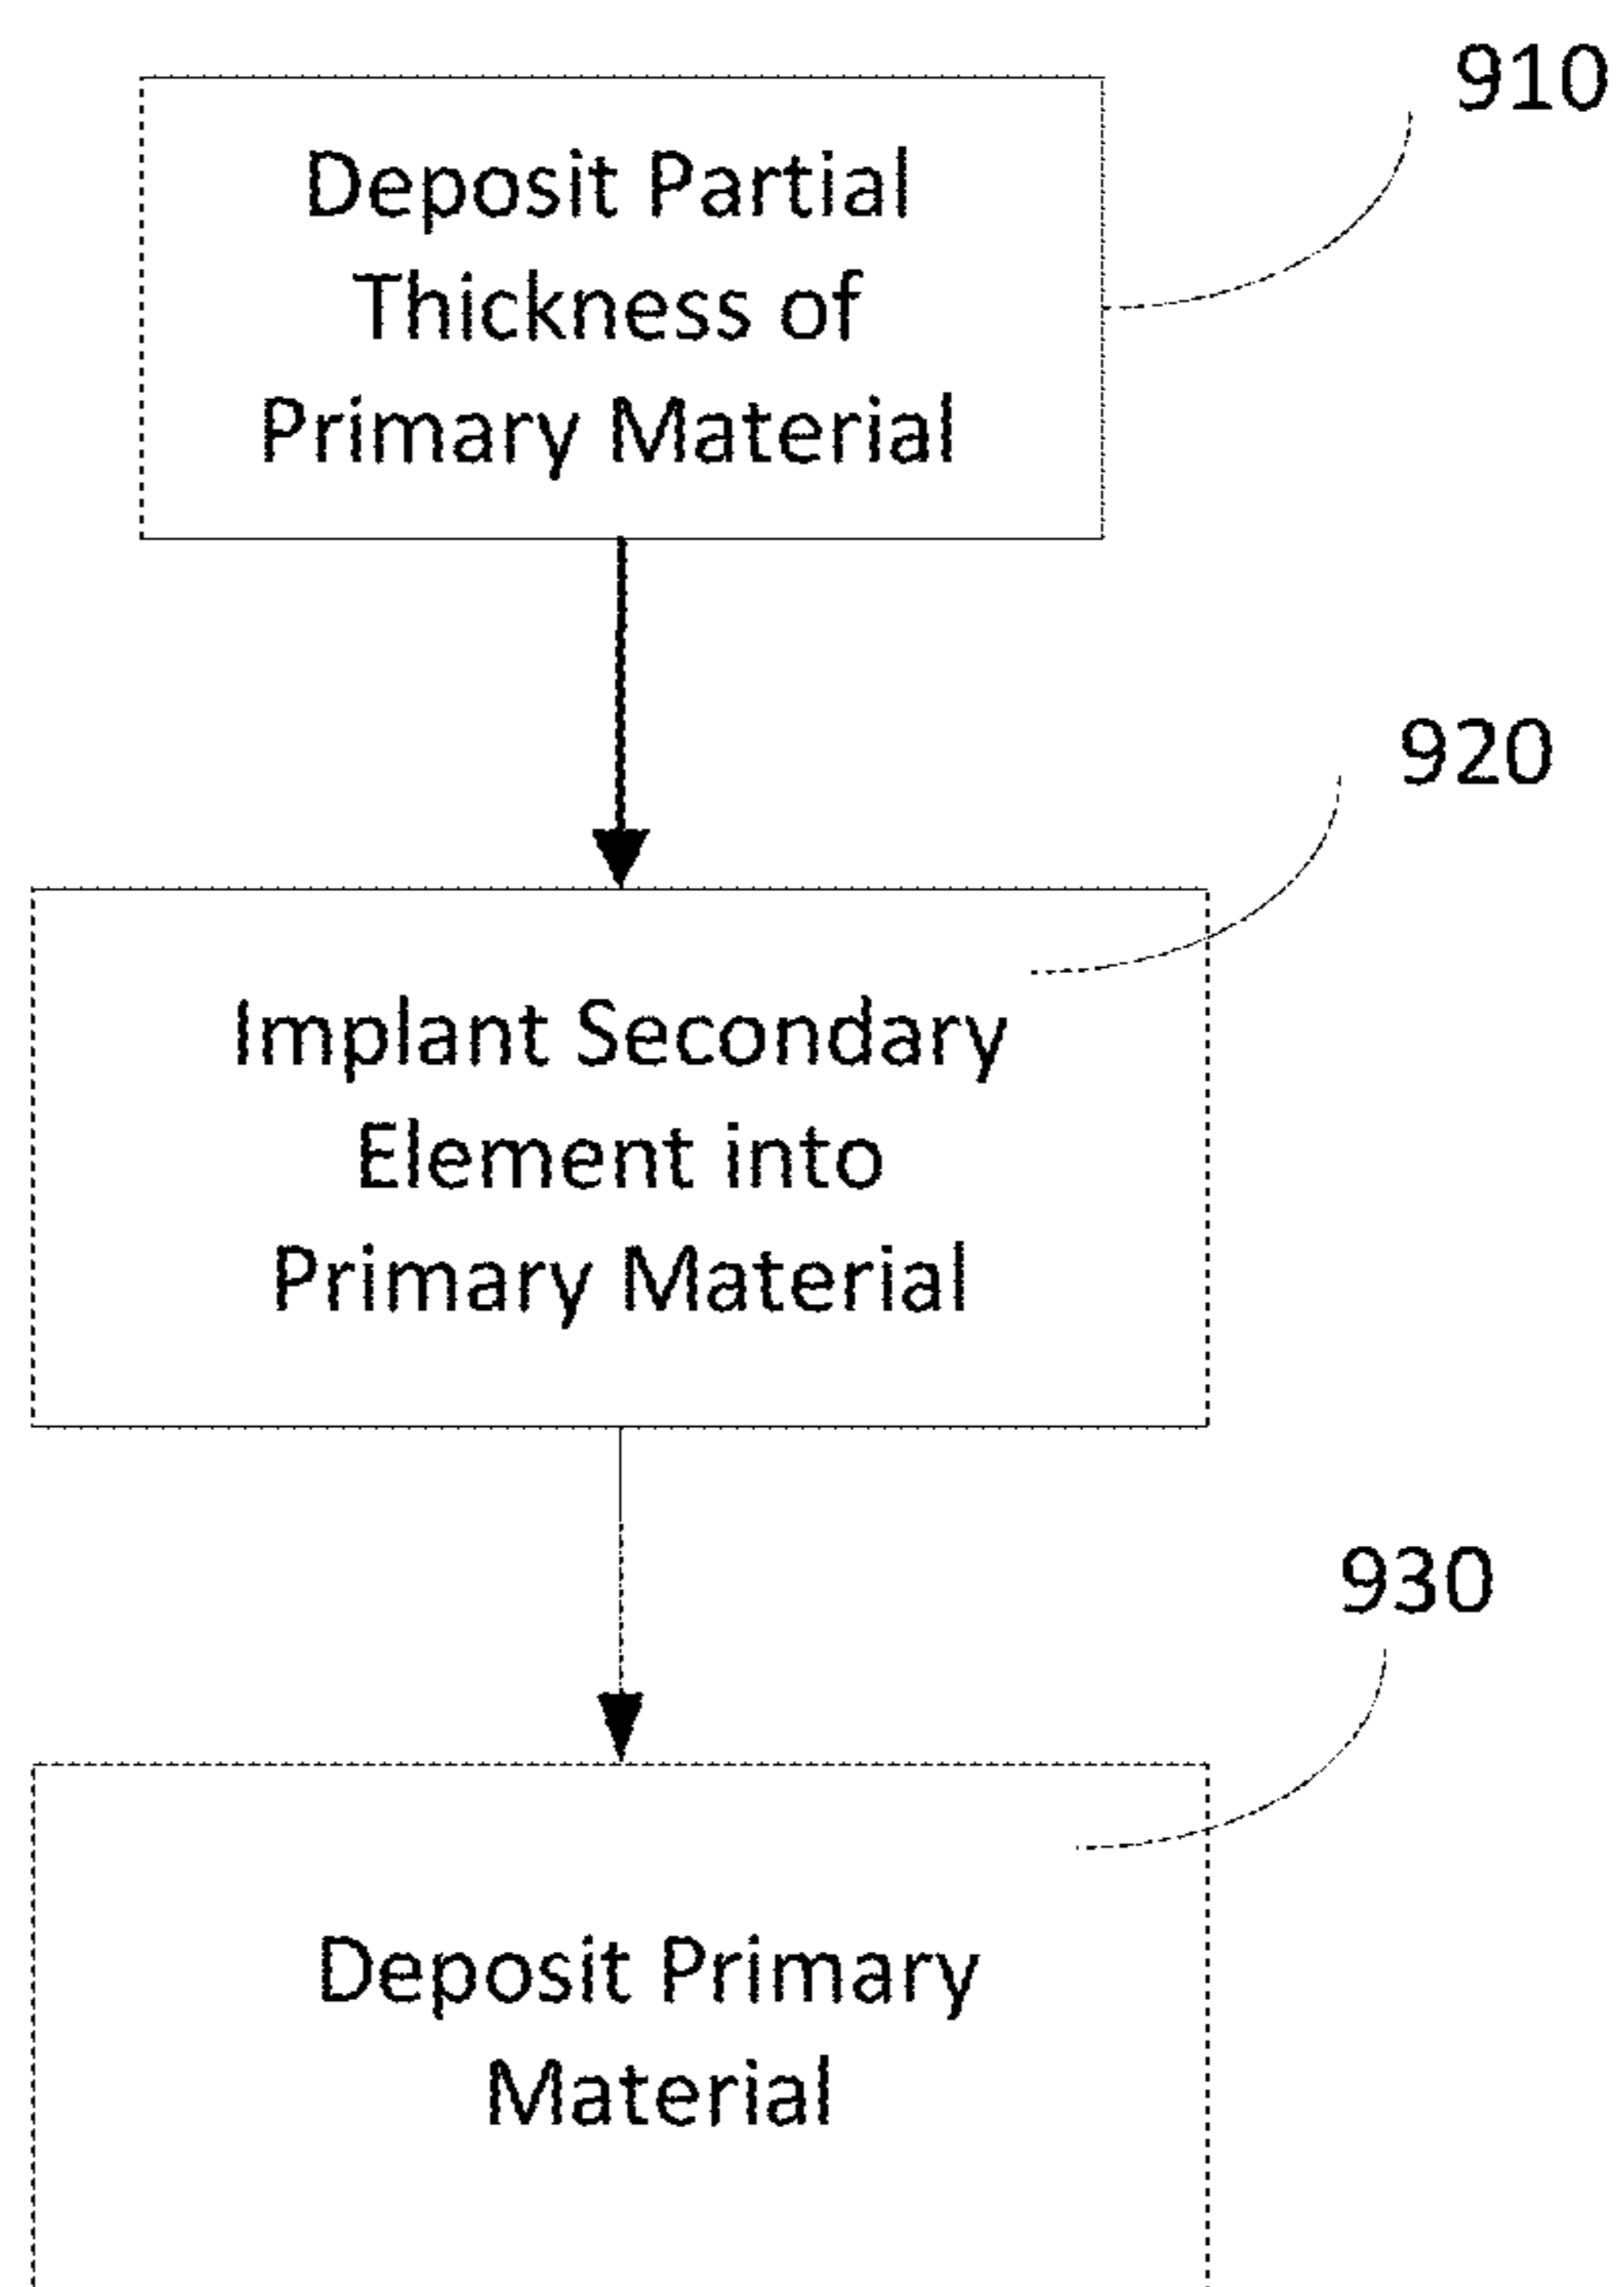 910
Deposit Partial
Thickness of
Primary Material
920
Implant Secondary
Element into
Primary Material
930
Deposit Primary
Material